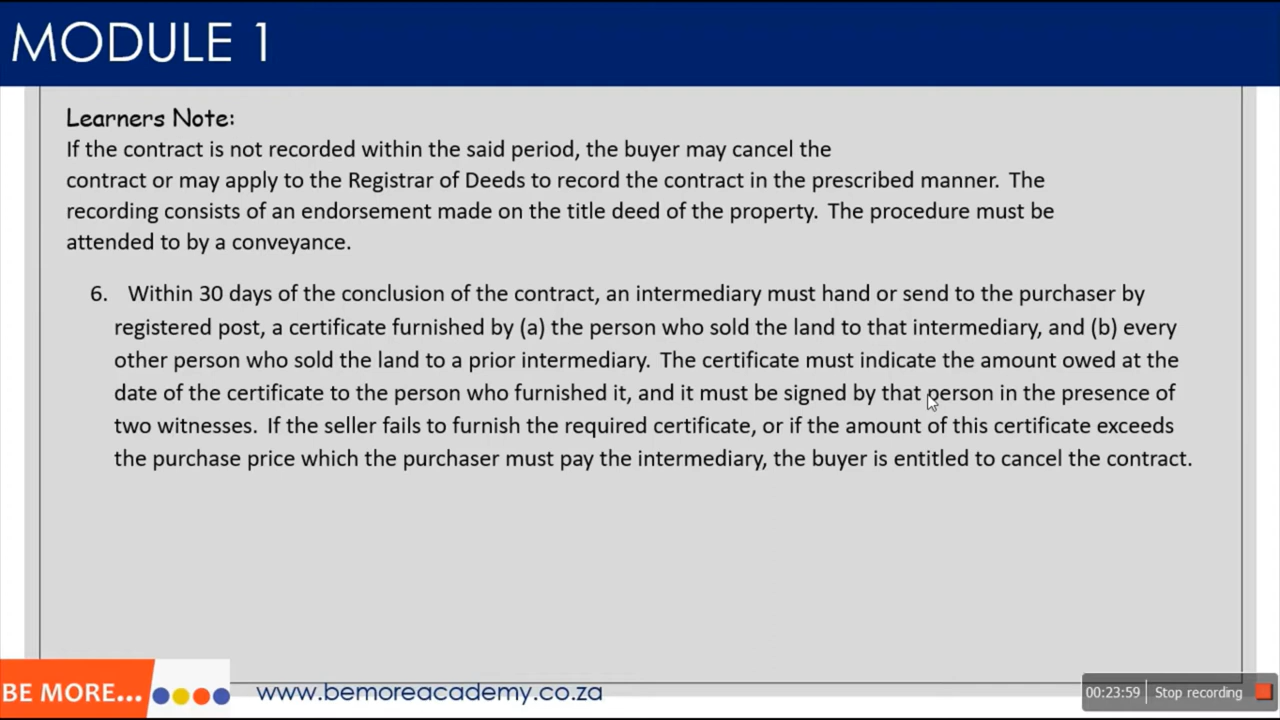 MODULE 1
Learners Note:
If the contract is not recorded within the said period, the buyer may cancel the
contract or may apply to the Registrar of Deeds to record the contract in the prescribed manner. The
recording consists of an endorsement made on the title deed of the property. The procedure must be
attended to by a conveyance.
6. Within 30 days of the conclusion of the contract, an intermediary must hand or send to the purchaser by
registered post, a certificate furnished by (a) the person who sold the land to that intermediary, and (b) every
other person who sold the land to a prior intermediary. The certificate must indicate the amount owed at the
date of the certificate to the person who furnished it, and it must be signed by that person in the presence of
two witnesses. If the seller fails to furnish the required certificate, or if the amount of this certificate exceeds
the purchase price which the purchaser must pay the intermediary, the buyer is entitled to cancel the contract.
BE MORE...
www.bemoreacademy.co.za
00:23:59 Stop recording